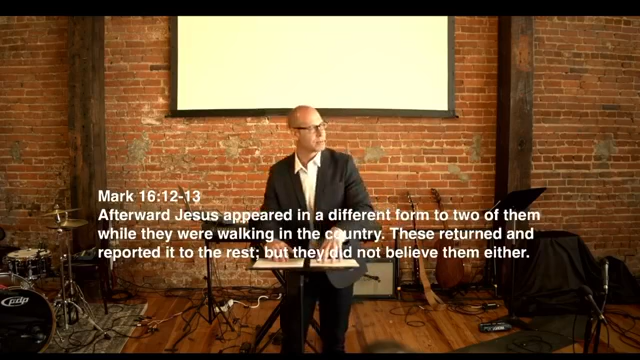 Mark 16:12-13
Afterward Jesus appeared in a different form to two of them
while they were walking in the country. These returned and
reported it to the rest; but they did not believe them either.
pdp